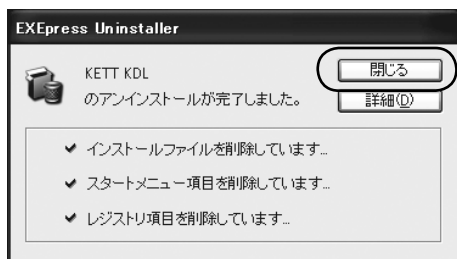 EXEpress Uninstaller
KETT KDL
のアンインストールが完了しました。
閉じる
詳細(D)
インストールファイルを削除しています...
スタートメニュー項目を削除しています...
レジストリ項目を削除しています...